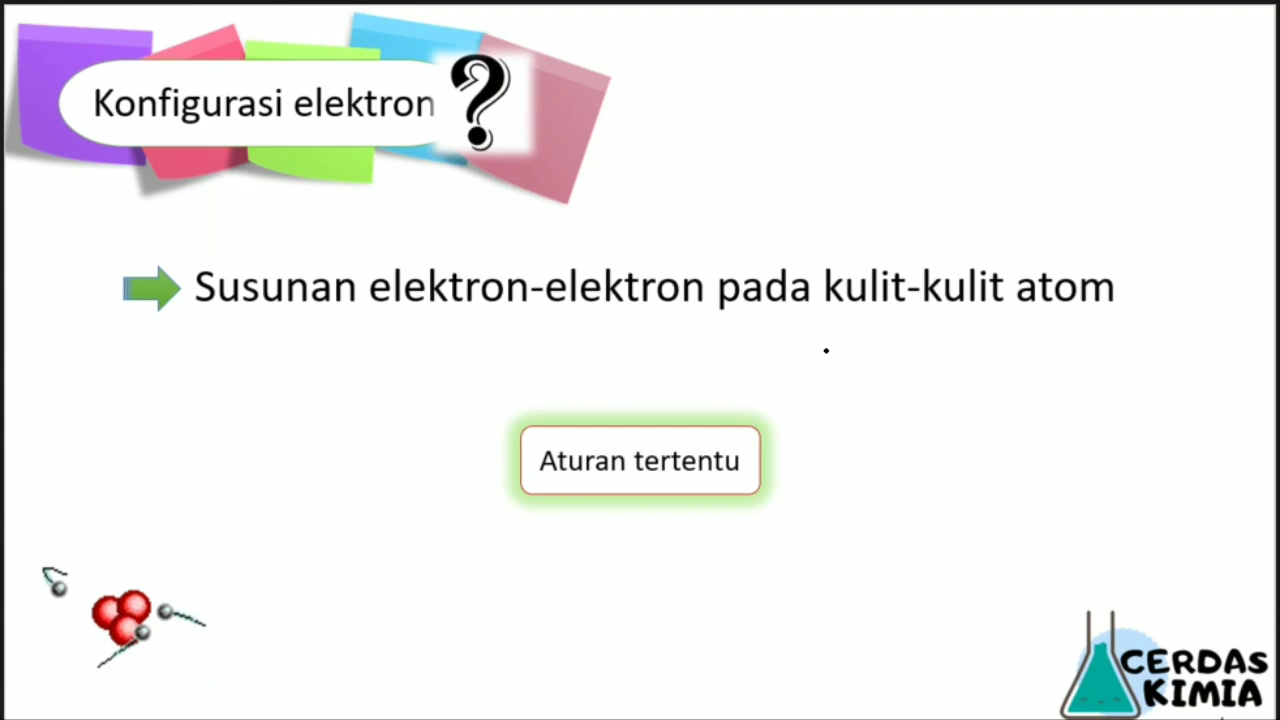 Konfigurasi elektron ?
Susunan elektron-elektron pada kulit-kulit atom
Aturan tertentu
CERDAS
KIMIA